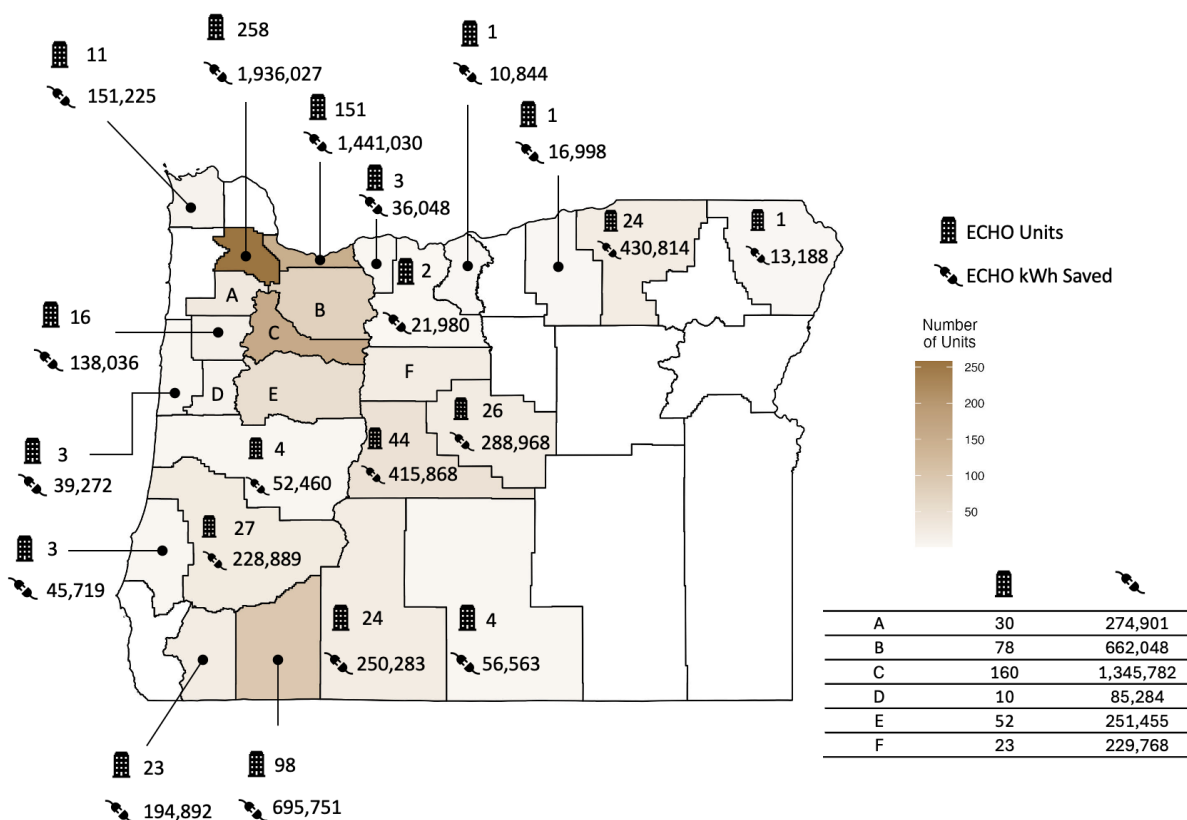 258
1,936,027
1
10,844
11
151,225
151
1,441,030
1
16,998
3
36,048
24
430,814
1
13,188
2
21,980
A
B
C
D
E
F
16
138,036
3
39,272
4
52,460
44
415,868
26
288,968
27
228,889
3
45,719
24
250,283
4
56,563
23
194,892
98
695,751
ECHO Units
ECHO kWh Saved
Number
of Units
250
200
150
100
50
A 30 274,901
B 78 662,048
C 160 1,345,782
D 10 85,284
E 52 251,455
F 23 229,768